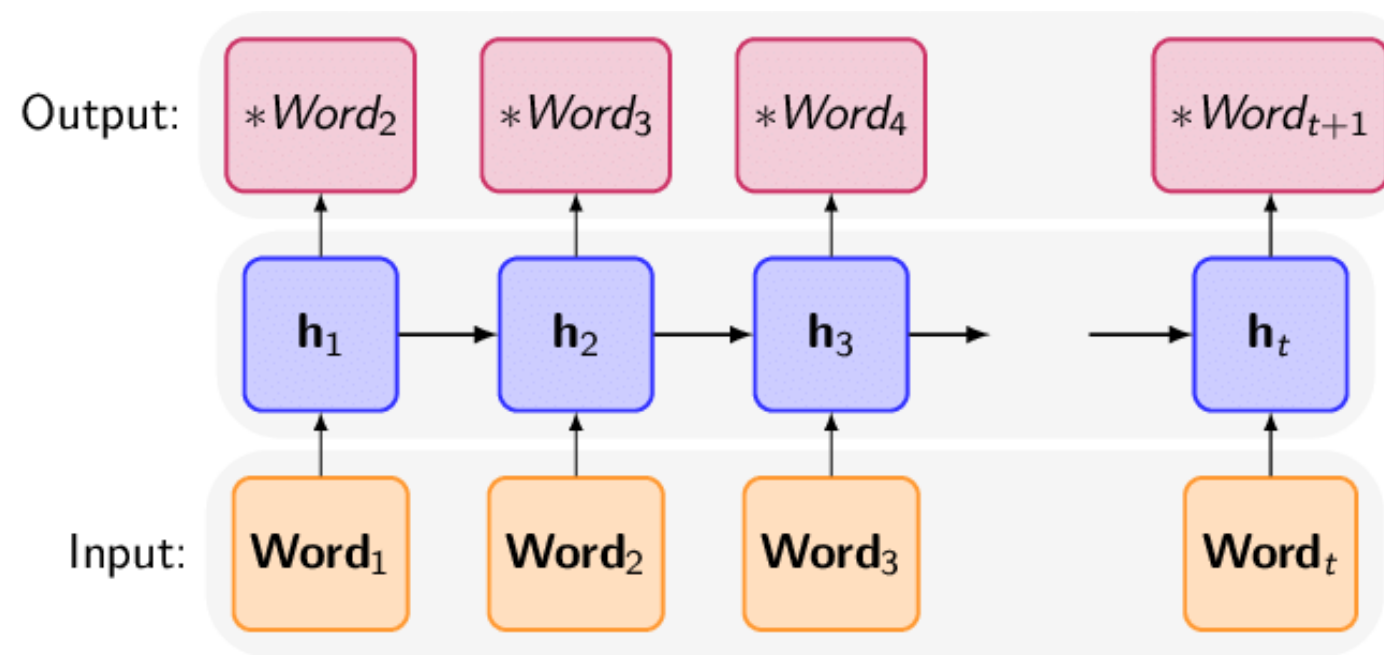 Output: ∗Word₂ ∗Word₃ ∗Word₄ ∗Wordₜ₊₁
h₁ h₂ h₃ hₜ
Input: Word₁ Word₂ Word₃ Wordₜ